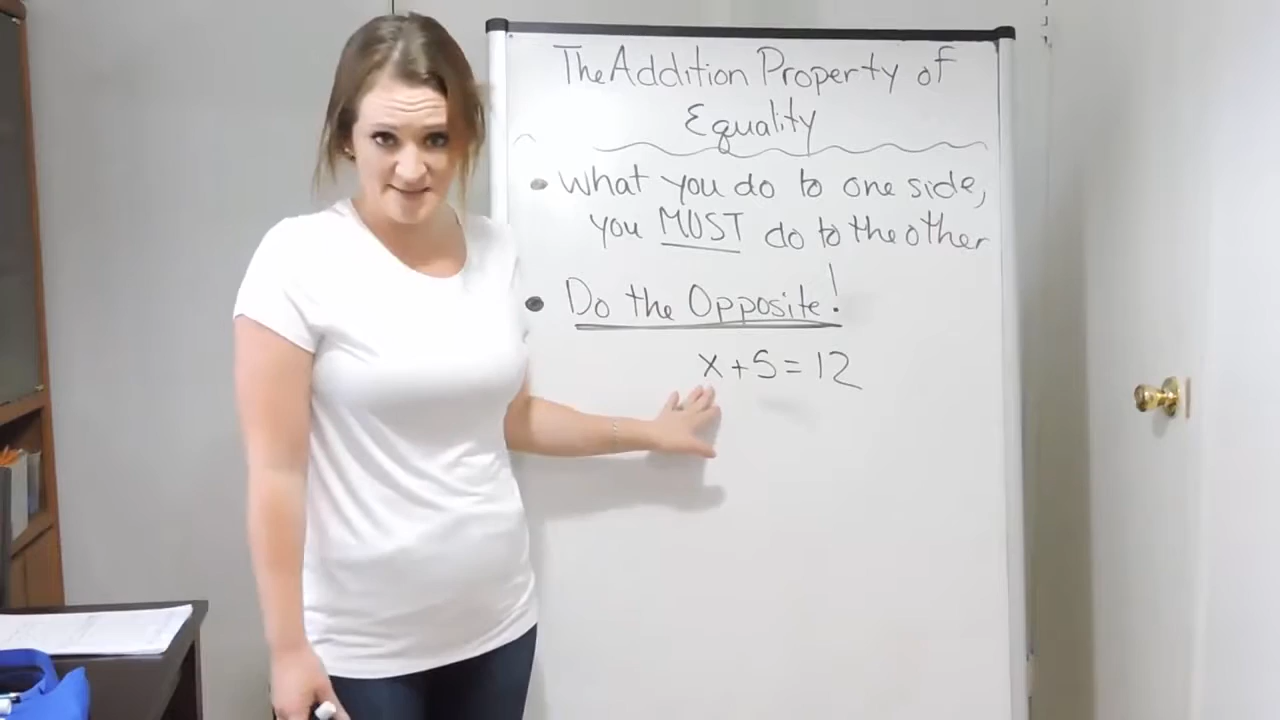 The Addition Property of
Equality
• What you do to one side,
you MUST do to the other
• Do the Opposite!
x+5=12